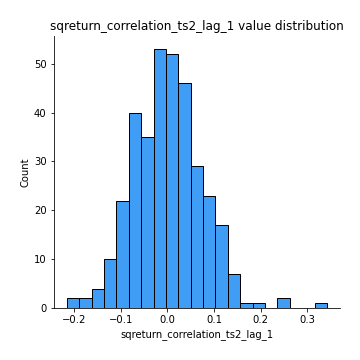 sqreturn_correlation_ts2_lag_1 value distribution
50
40
30
20
10
0
Count
−0.2 −0.1 0.0 0.1 0.2 0.3
sqreturn_correlation_ts2_lag_1